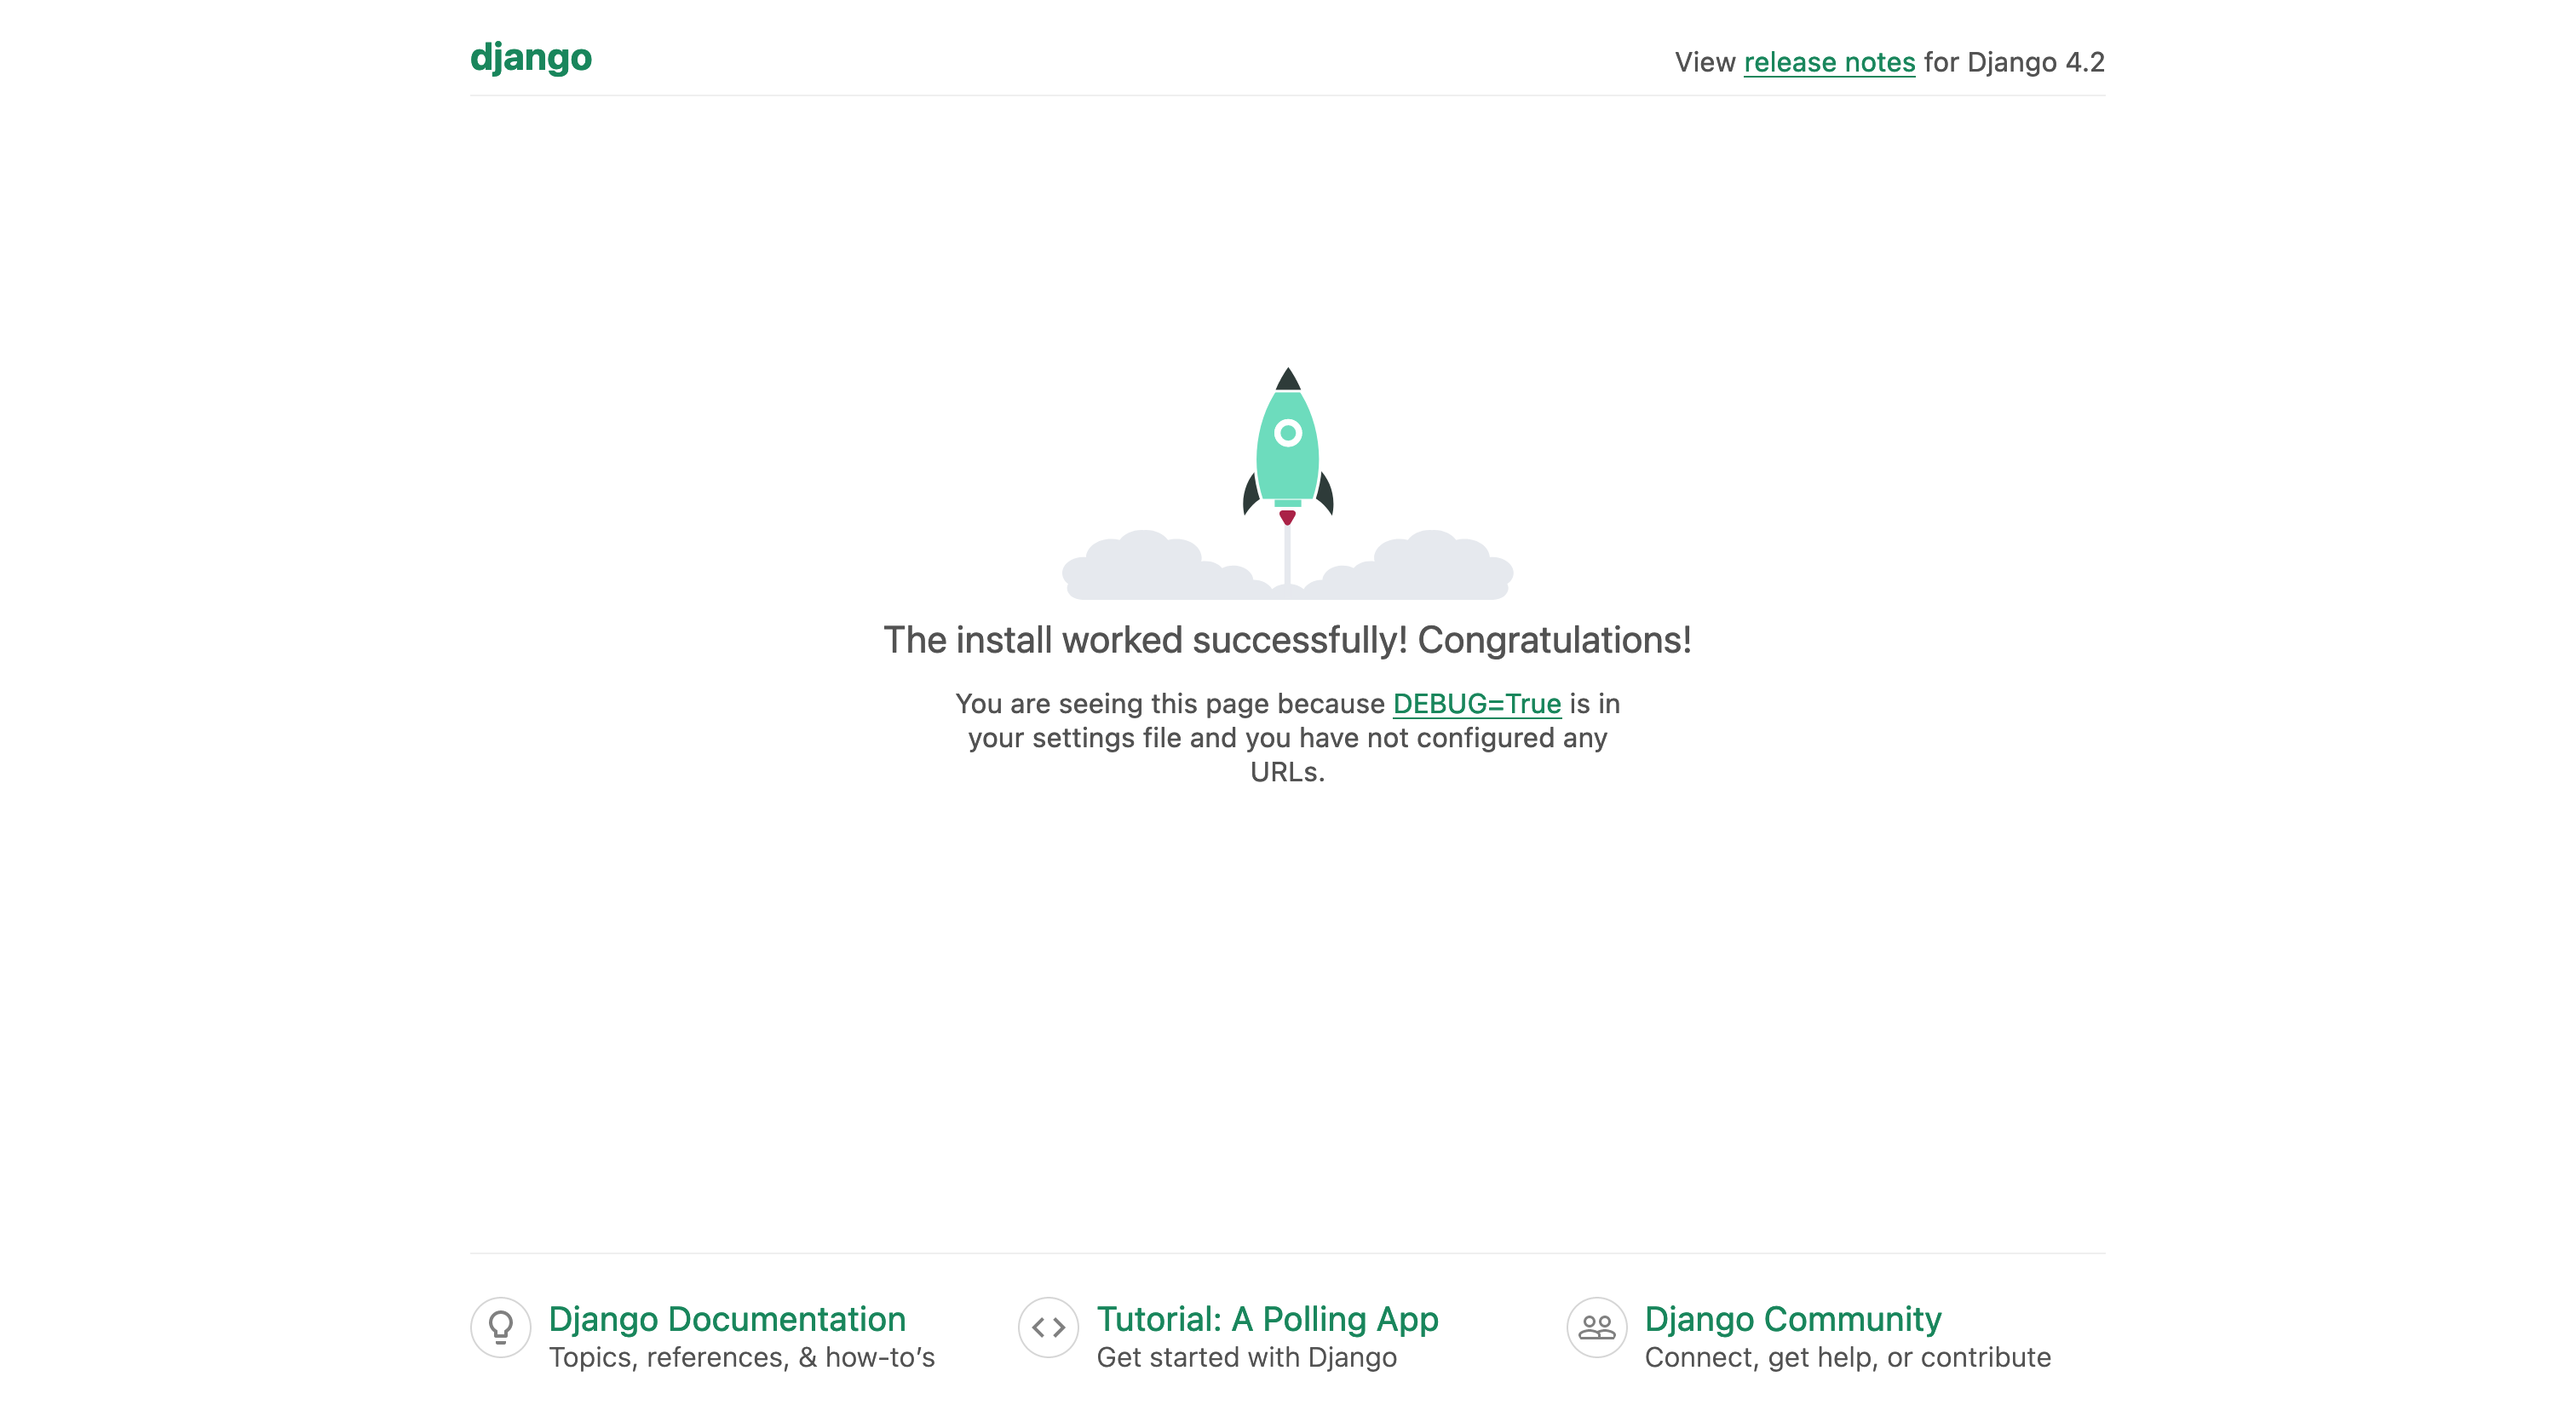 django
View release notes for Django 4.2
The install worked successfully! Congratulations!
You are seeing this page because DEBUG=True is in
your settings file and you have not configured any
URLs.
Django Documentation
Topics, references, & how-to’s
Tutorial: A Polling App
Get started with Django
Django Community
Connect, get help, or contribute